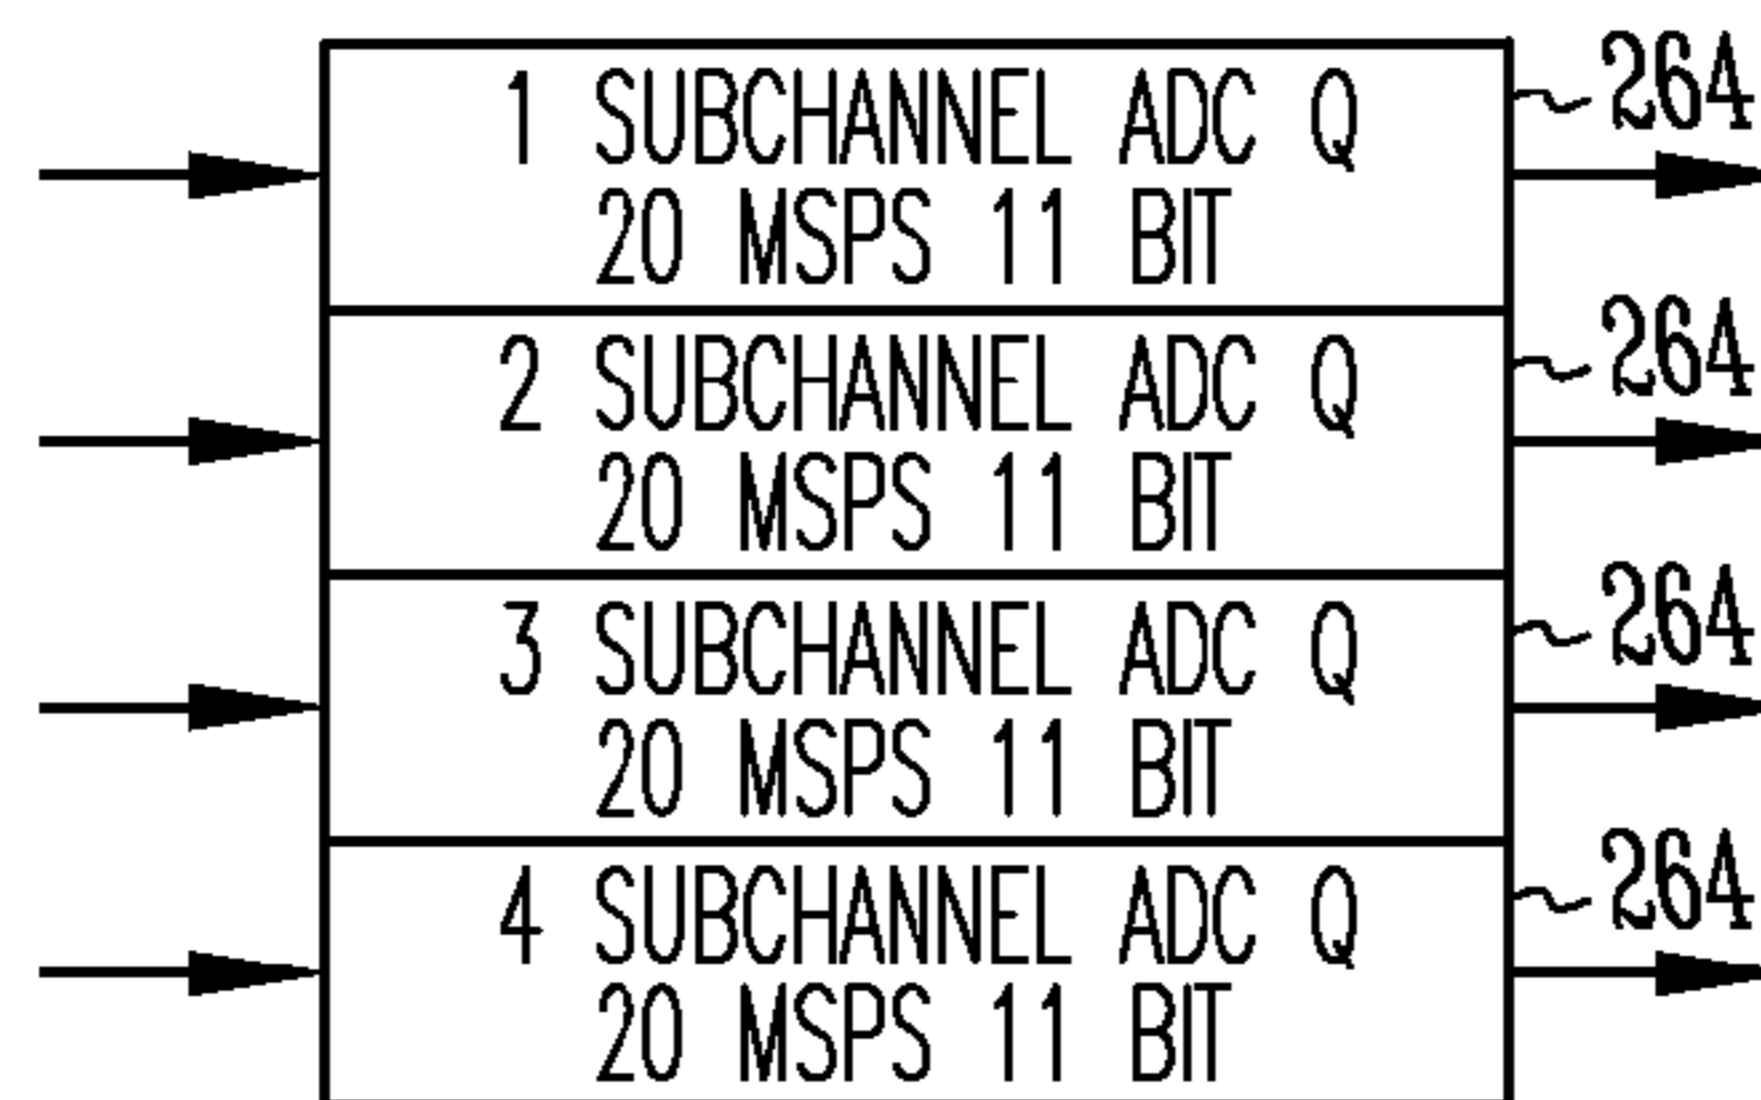 1 SUBCHANNEL ADC Q 264
20 MSPS 11 BIT
2 SUBCHANNEL ADC Q 264
20 MSPS 11 BIT
3 SUBCHANNEL ADC Q 264
20 MSPS 11 BIT
4 SUBCHANNEL ADC Q 264
20 MSPS 11 BIT